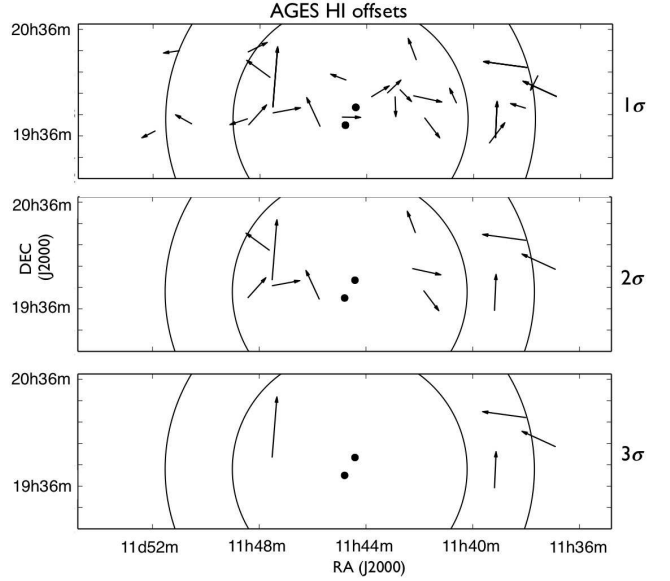 AGES HI offsets
20h36m
19h36m
1σ
20h36m
DEC
(J2000)
19h36m
2σ
20h36m
19h36m
3σ
11d52m 11h48m 11h44m 11h40m 11h36m
RA (J2000)